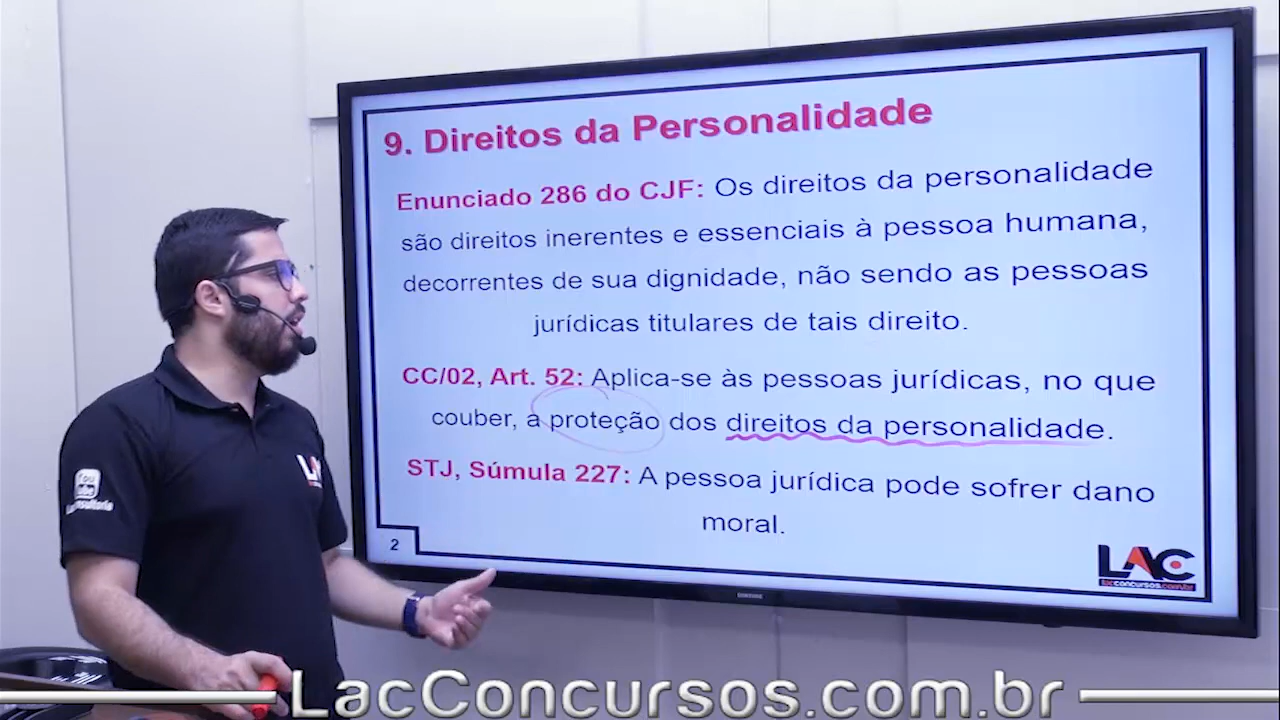 9. Direitos da Personalidade
Enunciado 286 do CJF: Os direitos da personalidade
são direitos inerentes e essenciais à pessoa humana,
decorrentes de sua dignidade, não sendo as pessoas
jurídicas titulares de tais direito.
CC/02, Art. 52: Aplica-se às pessoas jurídicas, no que
couber, a proteção dos direitos da personalidade.
STJ, Súmula 227: A pessoa jurídica pode sofrer dano
moral.
2
LAC
lacconcursos.com.br
LAC
You
SAMSUNG
LacConcursos.com.br